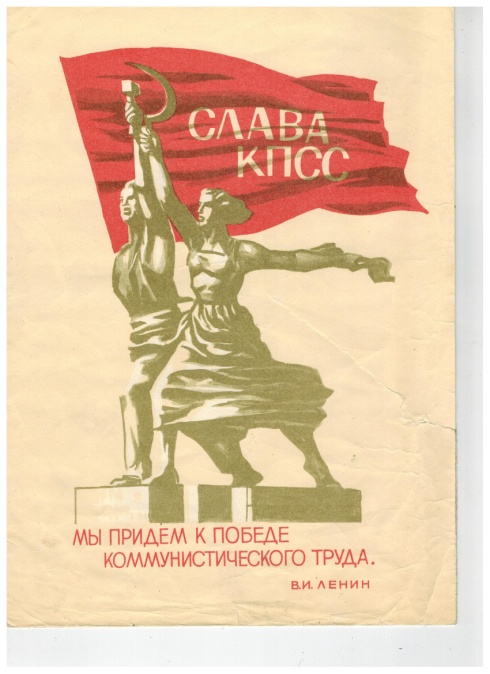 СЛАВА
КПСС
МЫ ПРИДЕМ К ПОБЕДЕ
КОММУНИСТИЧЕСКОГО ТРУДА.
В.И. ЛЕНИН